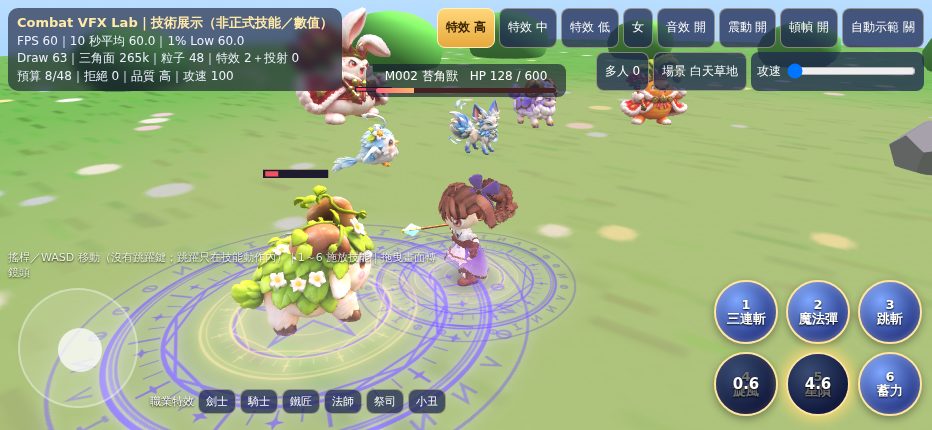 Combat VFX Lab｜技術展示（非正式技能／數值）
FPS 60｜10 秒平均 60.0｜1% Low 60.0
Draw 63｜三角面 265k｜粒子 48｜特效 2＋投射 0
預算 8/48｜拒絕 0｜品質 高｜攻速 100
特效 高
特效 中
特效 低
女
音效 開
震動 開
頓幀 開
自動示範 關
多人 0
場景 白天草地
攻速
M002 苔角獸 HP 128 / 600
搖桿／WASD 移動（沒有跳躍鍵；跳躍只在技能動作內）｜1～6 施放技能｜拖曳畫面轉
鏡頭
1
三連斬
2
魔法彈
3
跳斬
4
0.6
旋風
5
4.6
星隕
6
蓄力
職業特效
劍士
騎士
鐵匠
法師
祭司
小丑